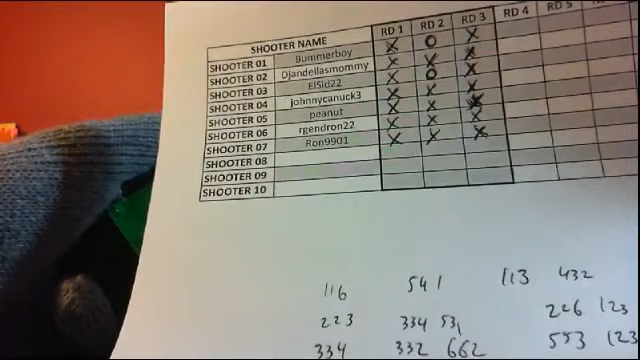 SHOOTER NAME RD 1 RD 2 RD 3 RD 4 RD 5
SHOOTER 01 Bummerboy X O X
SHOOTER 02 Djandellasmommy X X X
SHOOTER 03 ElSid22 X O X
SHOOTER 04 johnnycanuck3 X X X
SHOOTER 05 peanut X X
SHOOTER 06 rgendron22 X X X
SHOOTER 07 Ron9901 X X X
SHOOTER 08
SHOOTER 09
SHOOTER 10
116 541 113 432
223 334 531 226 123
334 332 662 553 123